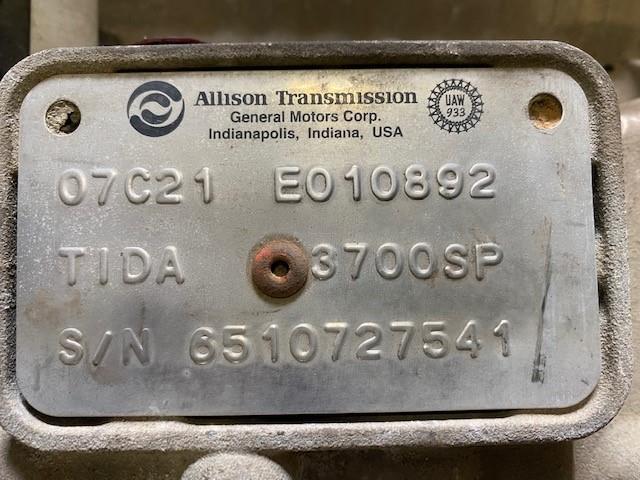 Allison Transmission
General Motors Corp.
Indianapolis, Indiana, USA
UAW
933
07C21 E010892
TIDA 3700SP
S/N 6510727541